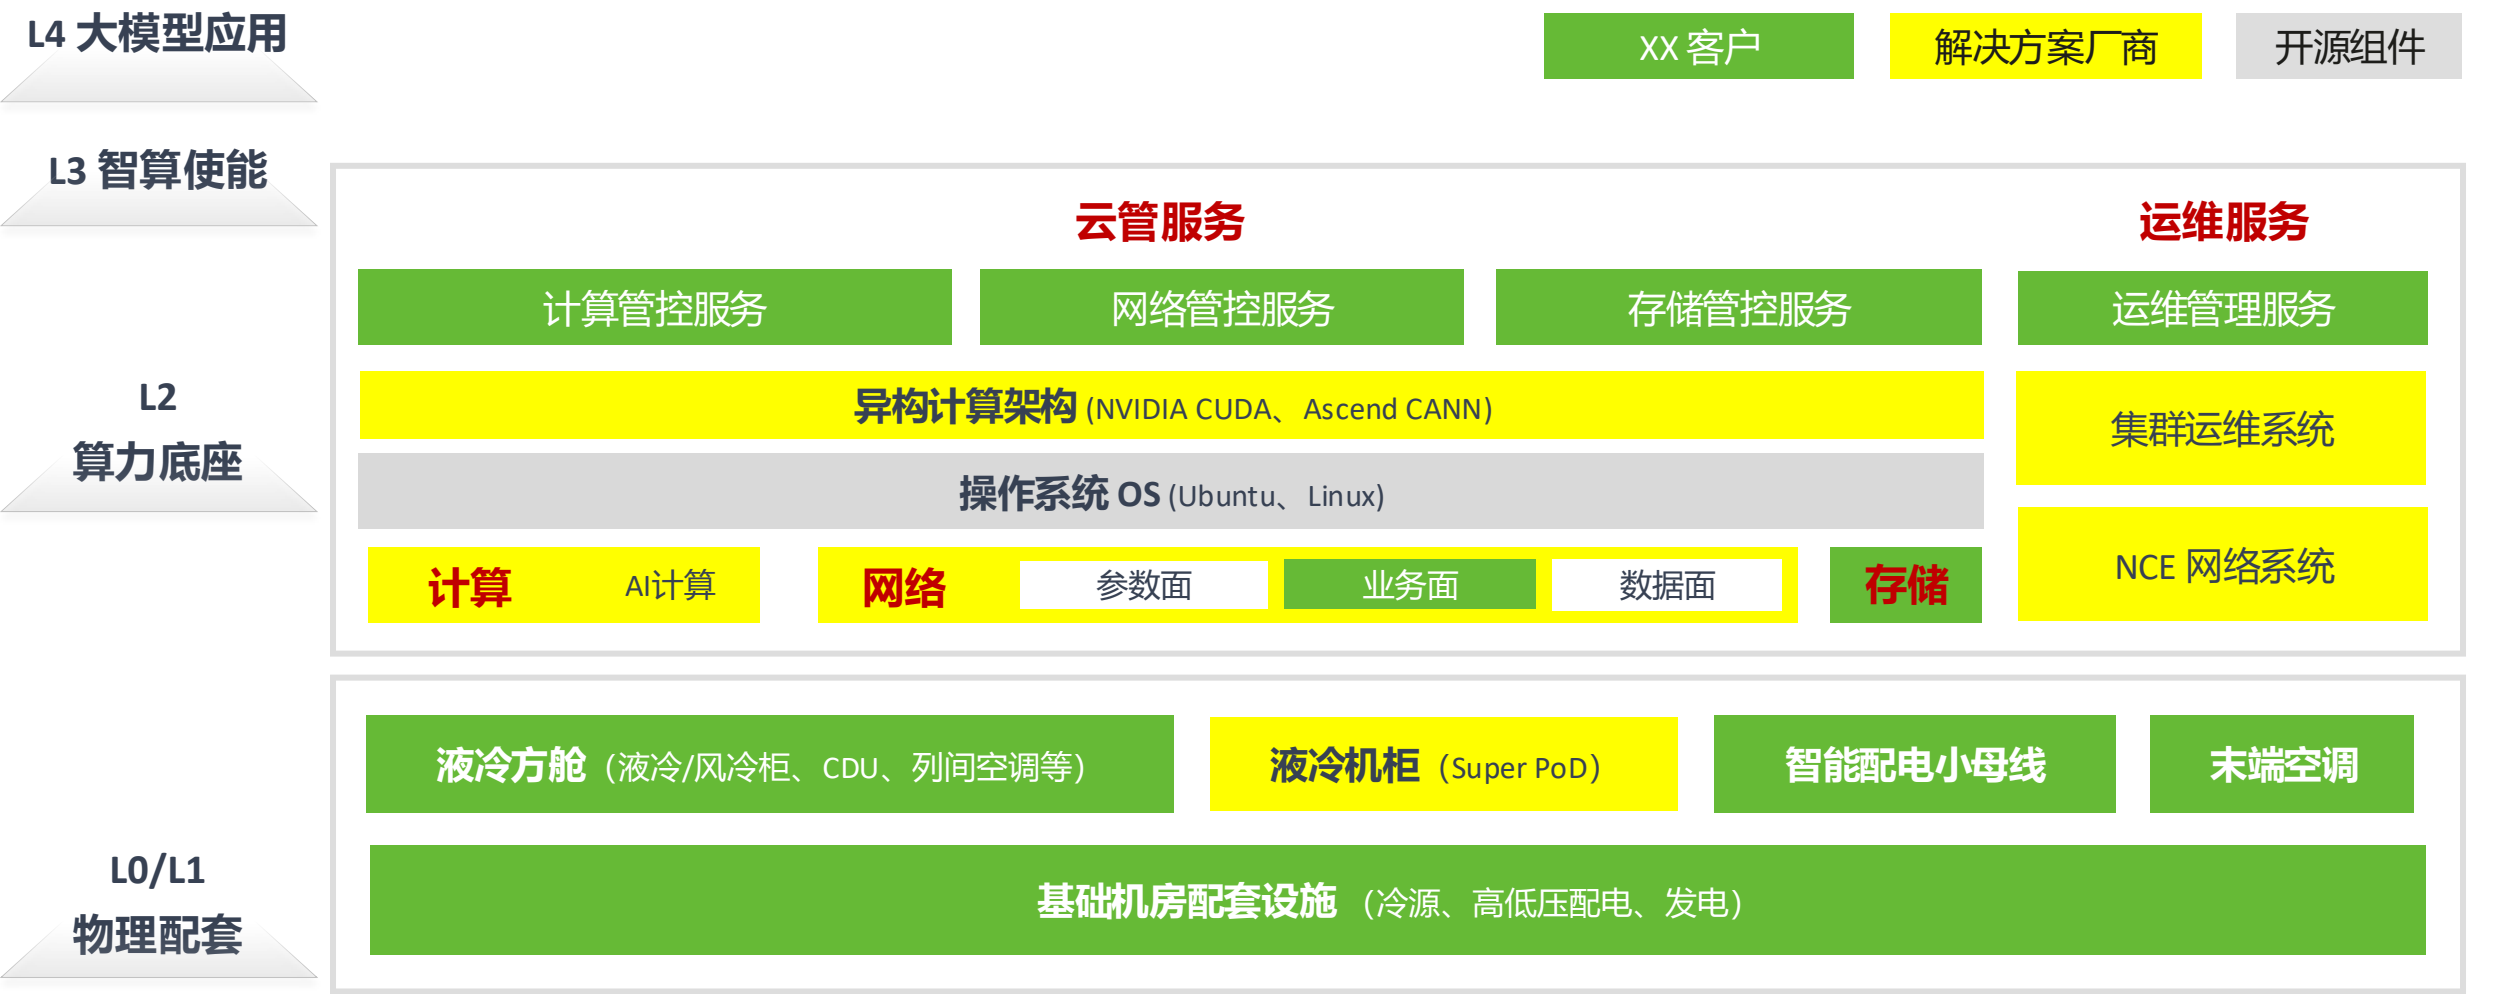 L4 大模型应用
XX 客户
解决方案厂商
开源组件
L3 智算使能
云管服务
运维服务
计算管控服务
网络管控服务
存储管控服务
运维管理服务
L2
算力底座
异构计算架构 (NVIDIA CUDA、Ascend CANN)
集群运维系统
操作系统 OS (Ubuntu、Linux)
计算
AI计算
网络
参数面
业务面
数据面
存储
NCE 网络系统
液冷方舱（液冷/风冷柜、CDU、列间空调等）
液冷机柜（Super PoD）
智能配电小母线
末端空调
L0/L1
物理配套
基础机房配套设施（冷源、高低压配电、发电）